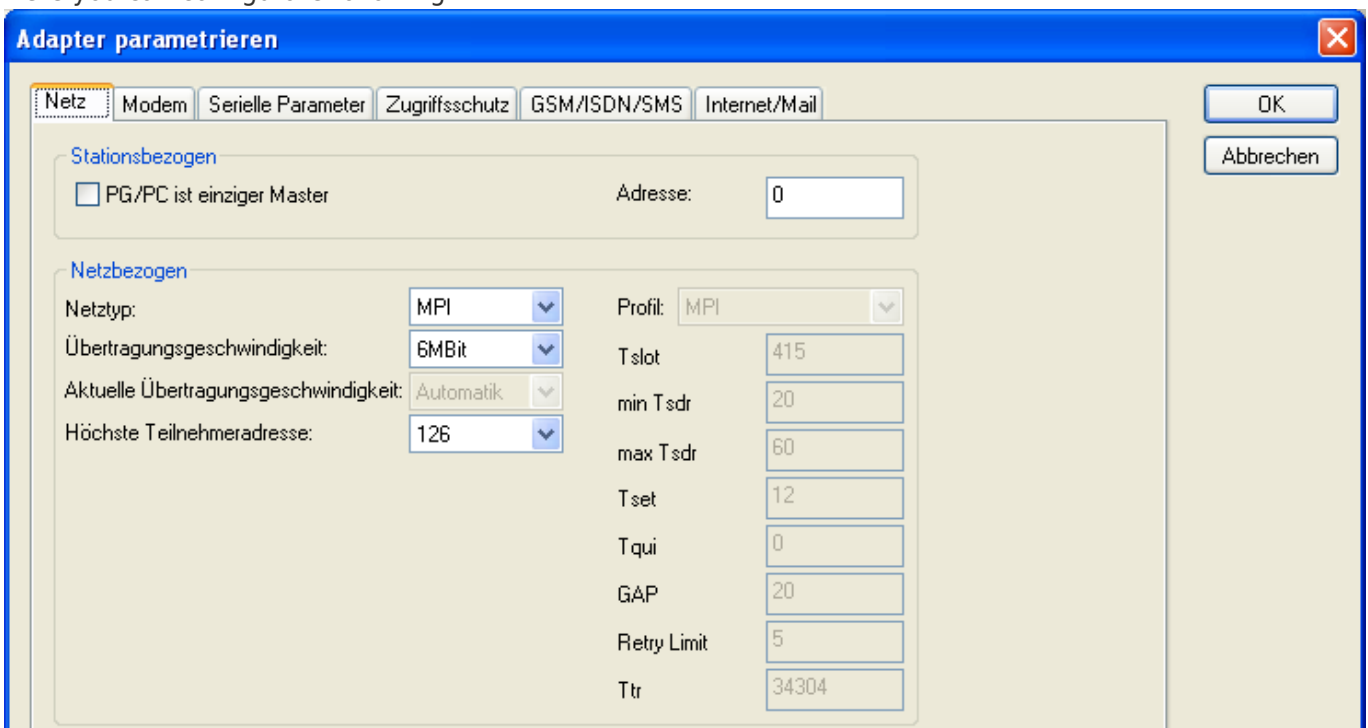 Adapter parametrieren
Netz Modem Serielle Parameter Zugriffsschutz GSM/ISDN/SMS Internet/Mail
OK
Abbrechen
Stationsbezogen
PG/PC ist einziger Master
Adresse: 0
Netzbezogen
Netztyp: MPI
Übertragungsgeschwindigkeit: 6MBit
Aktuelle Übertragungsgeschwindigkeit: Automatik
Höchste Teilnehmeradresse: 126
Profil: MPI
Tslot 415
min Tsdr 20
max Tsdr 60
Tset 12
Tqui 0
GAP 20
Retry Limit 5
Ttr 34304